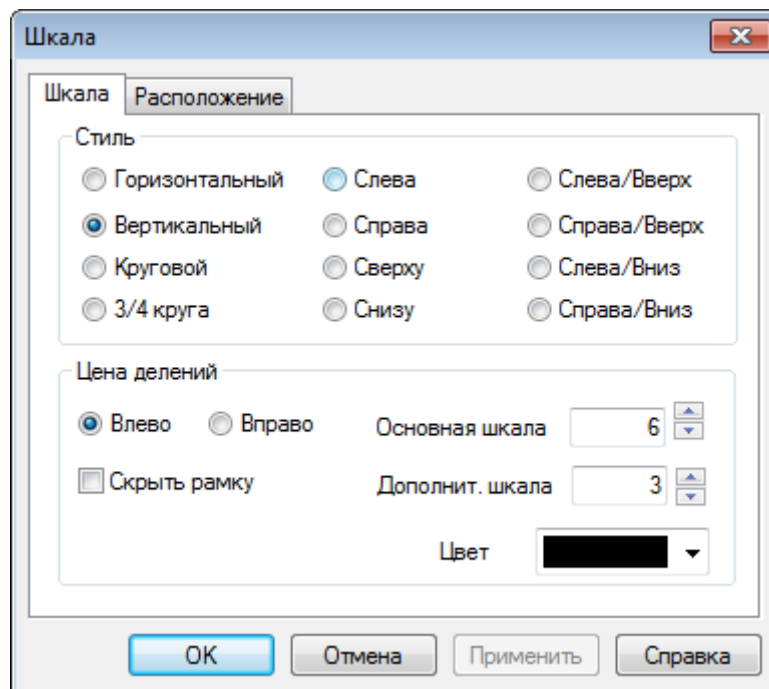 Шкала
Шкала Расположение
Стиль
Горизонтальный Слева Слева/Вверх
Вертикальный Справа Справа/Вверх
Круговой Сверху Слева/Вниз
3/4 круга Снизу Справа/Вниз
Цена делений
Влево Вправо Основная шкала 6
Скрыть рамку Дополнит. шкала 3
Цвет
OK Отмена Применить Справка